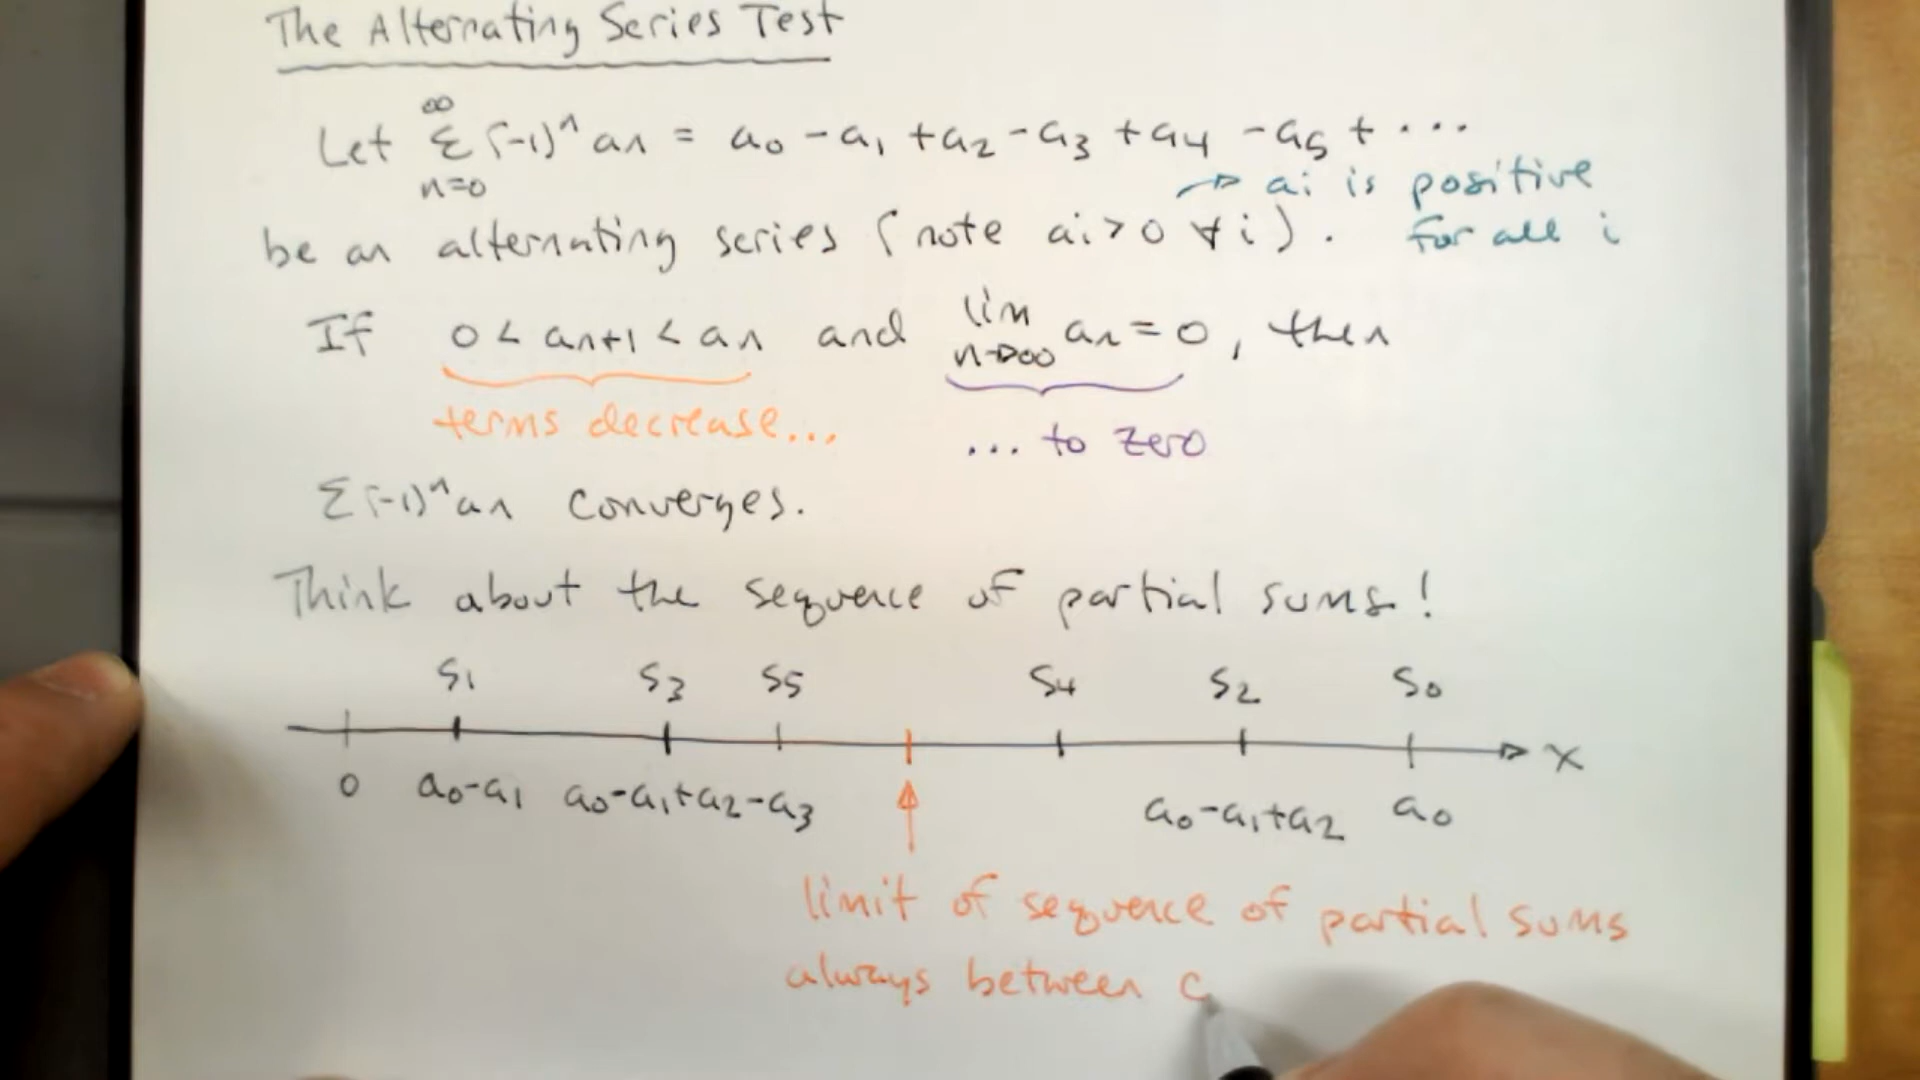 The Alternating Series Test
Let ∞ Σ n=0 (-1)ⁿ an = a0 - a1 + a2 - a3 + a4 - a5 + ...
→ ai is positive
be an alternating series (note ai > 0 ∀ i). for all i
If 0 < an+1 < an and lim n→∞ an = 0, then
terms decrease... ... to zero
Σ(-1)ⁿ an converges.
Think about the sequence of partial sums!
S1 S3 S5 S4 S2 S0
x
0 a0-a1 a0-a1+a2-a3 a0-a1+a2 a0
limit of sequence of partial sums
always between c